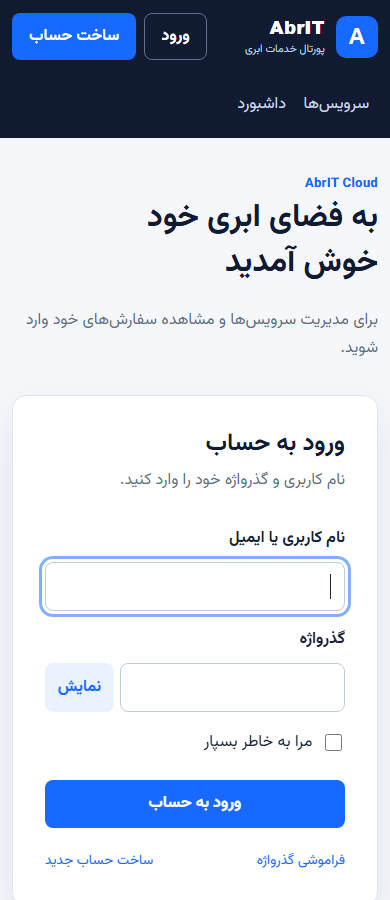 A
AbrIT
پورتال خدمات ابری
ورود
ساخت حساب
سرویس‌ها
داشبورد
AbrIT Cloud
به فضای ابری خود
خوش آمدید
برای مدیریت سرویس‌ها و مشاهده سفارش‌های خود وارد
شوید.
ورود به حساب
نام کاربری و گذرواژه خود را وارد کنید.
نام کاربری یا ایمیل
گذرواژه
نمایش
مرا به خاطر بسپار
ورود به حساب
فراموشی گذرواژه
ساخت حساب جدید